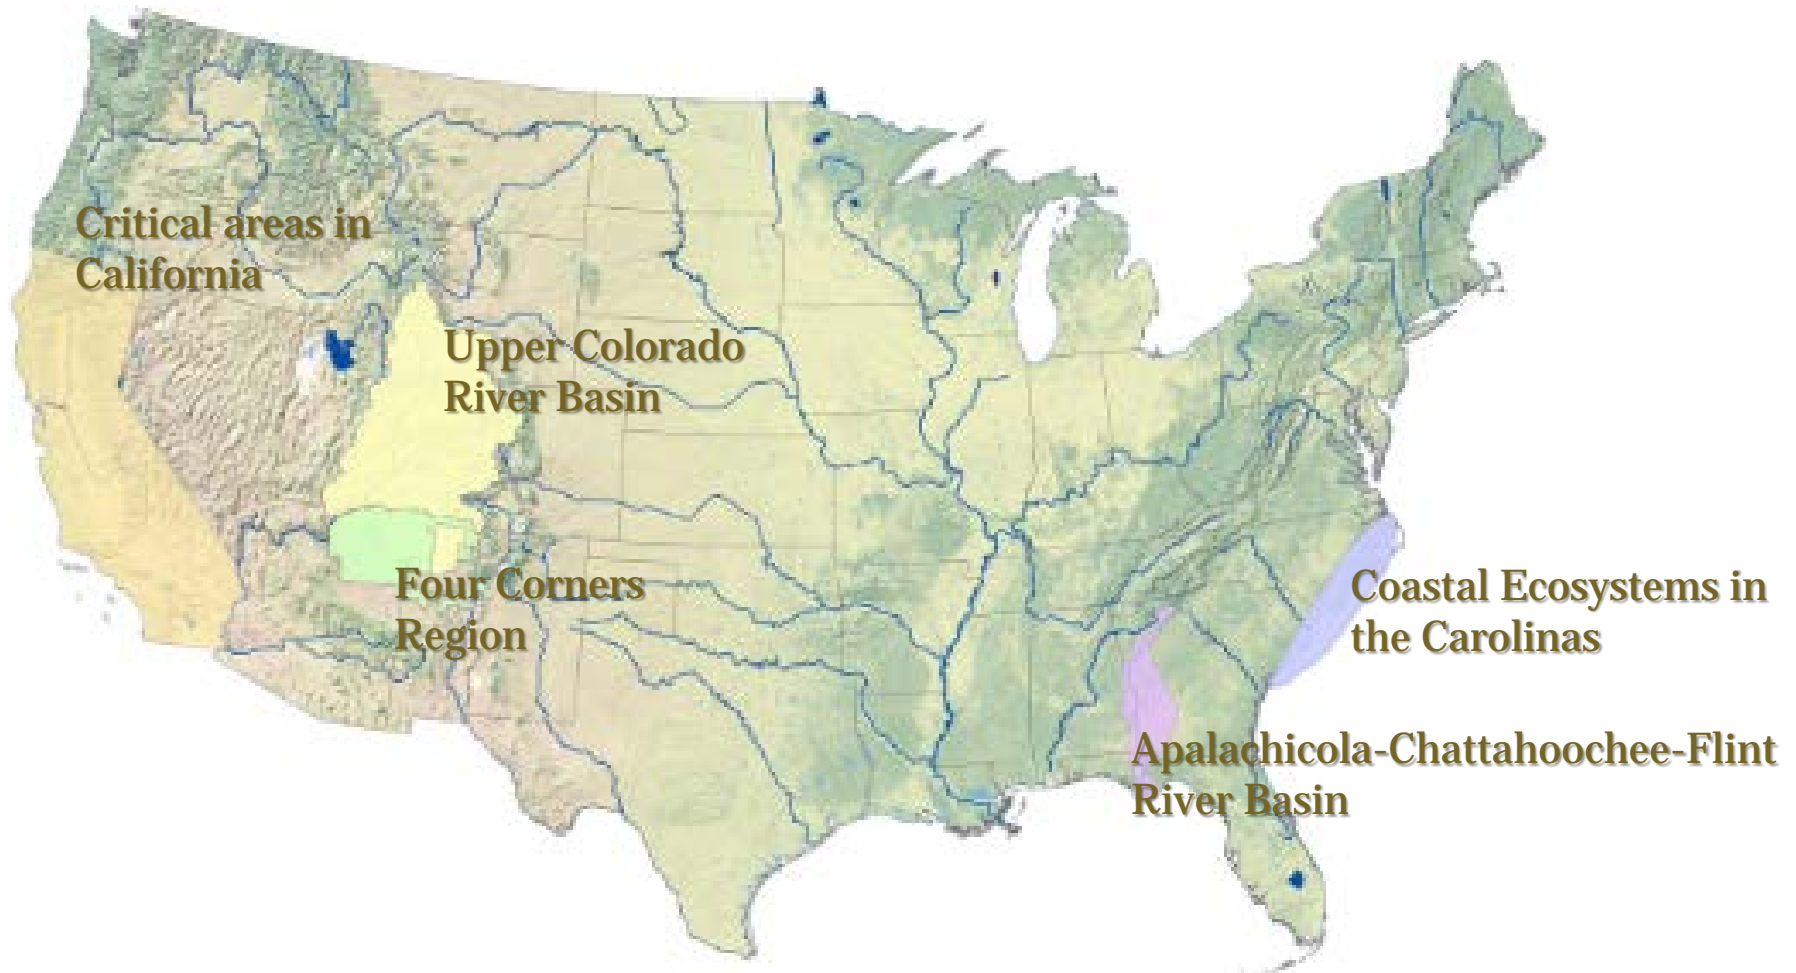 Critical areas in
California
Upper Colorado
River Basin
Four Corners
Region
Coastal Ecosystems in
the Carolinas
Apalachicola-Chattahoochee-Flint
River Basin